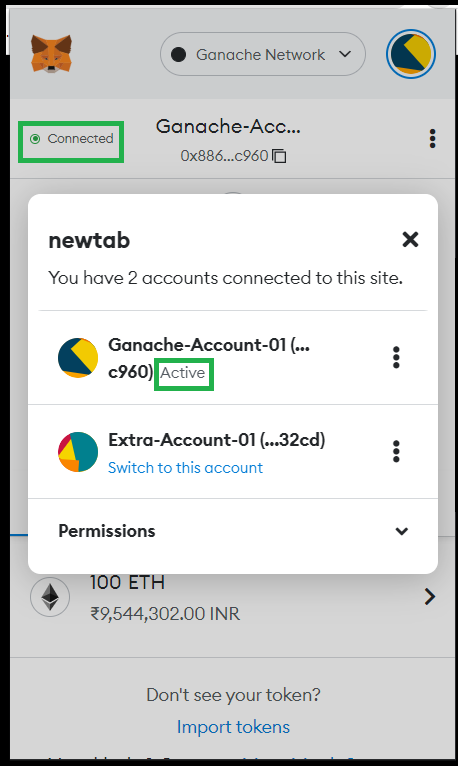 Ganache Network
Connected
Ganache-Acc...
0x886...c960
newtab
You have 2 accounts connected to this site.
Ganache-Account-01 (...
c960) Active
Extra-Account-01 (...32cd)
Switch to this account
Permissions
100 ETH
₹9,544,302.00 INR
Don't see your token?
Import tokens